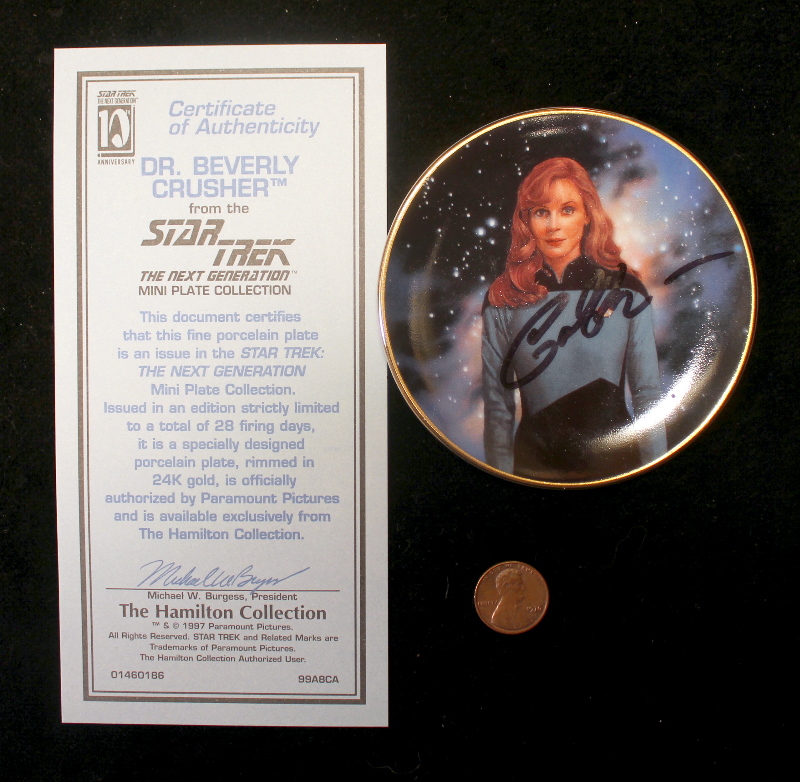 STAR TREK
THE NEXT GENERATION
10
ANNIVERSARY
Certificate
of Authenticity
DR. BEVERLY
CRUSHER™
from the
STAR TREK
THE NEXT GENERATION™
MINI PLATE COLLECTION
This document certifies
that this fine porcelain plate
is an issue in the STAR TREK:
THE NEXT GENERATION
Mini Plate Collection.
Issued in an edition strictly limited
to a total of 28 firing days,
it is a specially designed
porcelain plate, rimmed in
24K gold, is officially
authorized by Paramount Pictures
and is available exclusively from
The Hamilton Collection.
Michael W. Burgess
Michael W. Burgess, President
The Hamilton Collection
™ & © 1997 Paramount Pictures.
All Rights Reserved. STAR TREK and Related Marks are
Trademarks of Paramount Pictures.
The Hamilton Collection Authorized User.
01460186 99A8CA